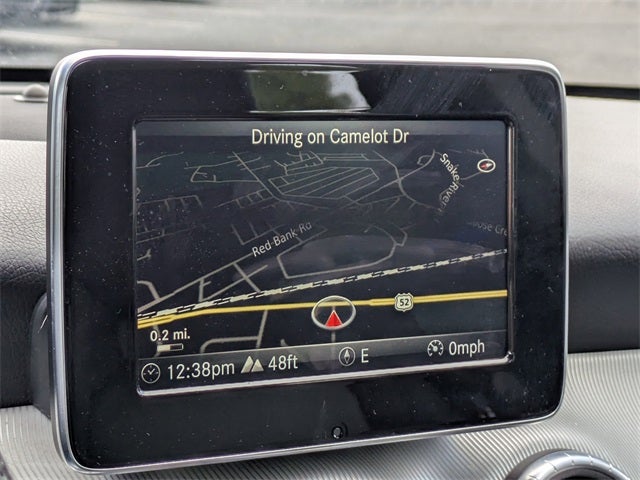 Driving on Camelot Dr
Snake River
Red Bank Rd
52
0.2 mi.
12:38pm 48ft E 0mph